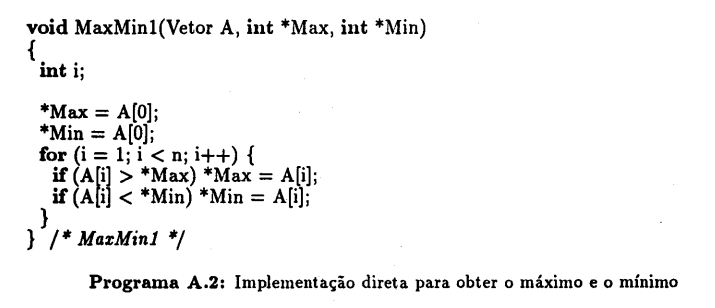 void MaxMin1(Vetor A, int *Max, int *Min)
{
int i;
*Max = A[0];
*Min = A[0];
for (i = 1; i < n; i++) {
if (A[i] > *Max) *Max = A[i];
if (A[i] < *Min) *Min = A[i];
}
} /* MaxMin1 */
Programa A.2: Implementação direta para obter o máximo e o mínimo